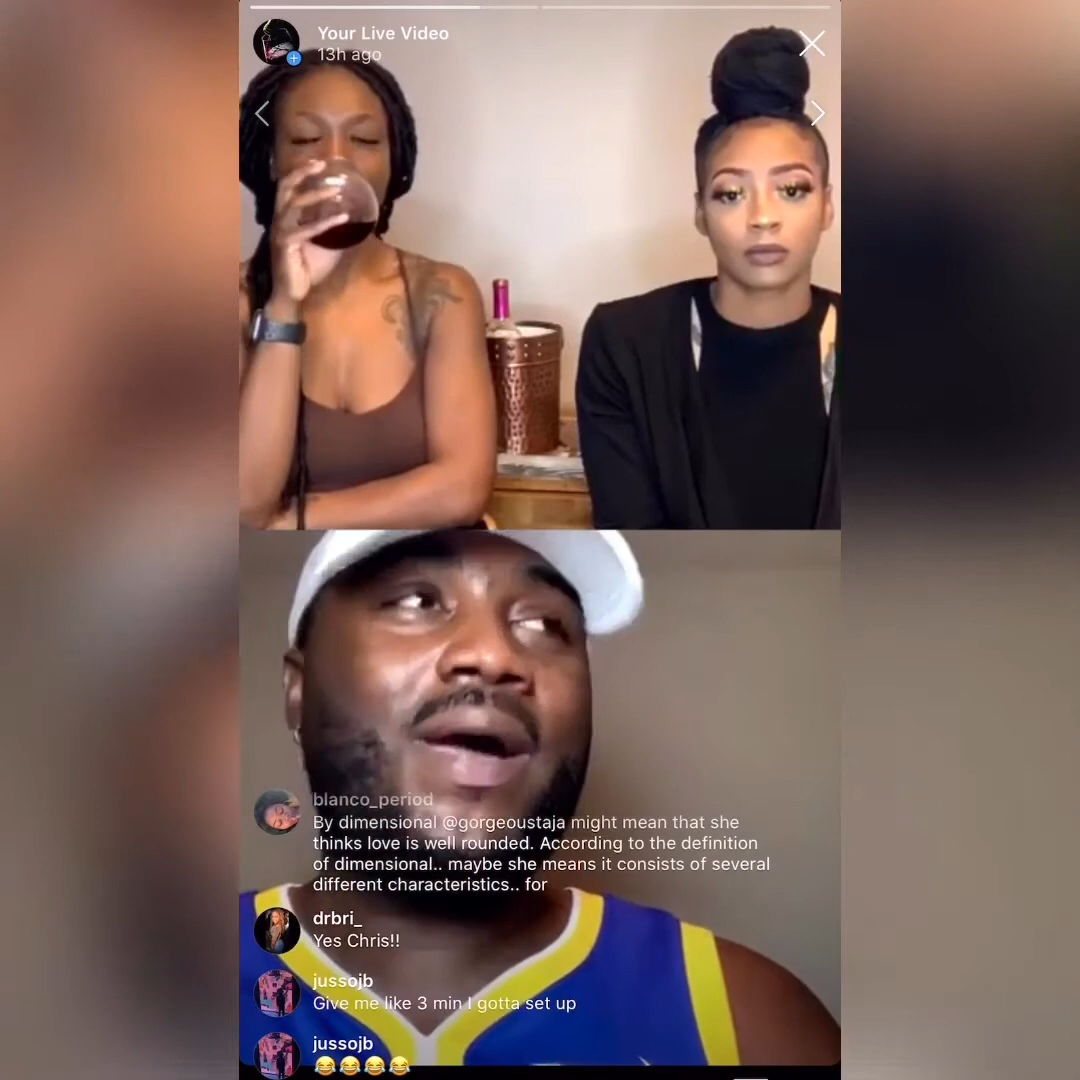 Your Live Video
13h ago
blanco_period
By dimensional @gorgeoustaja might mean that she
thinks love is well rounded. According to the definition
of dimensional.. maybe she means it consists of several
different characteristics.. for
drbri_
Yes Chris!!
jussojb
Give me like 3 min I gotta set up
jussojb
😂😂😂😂